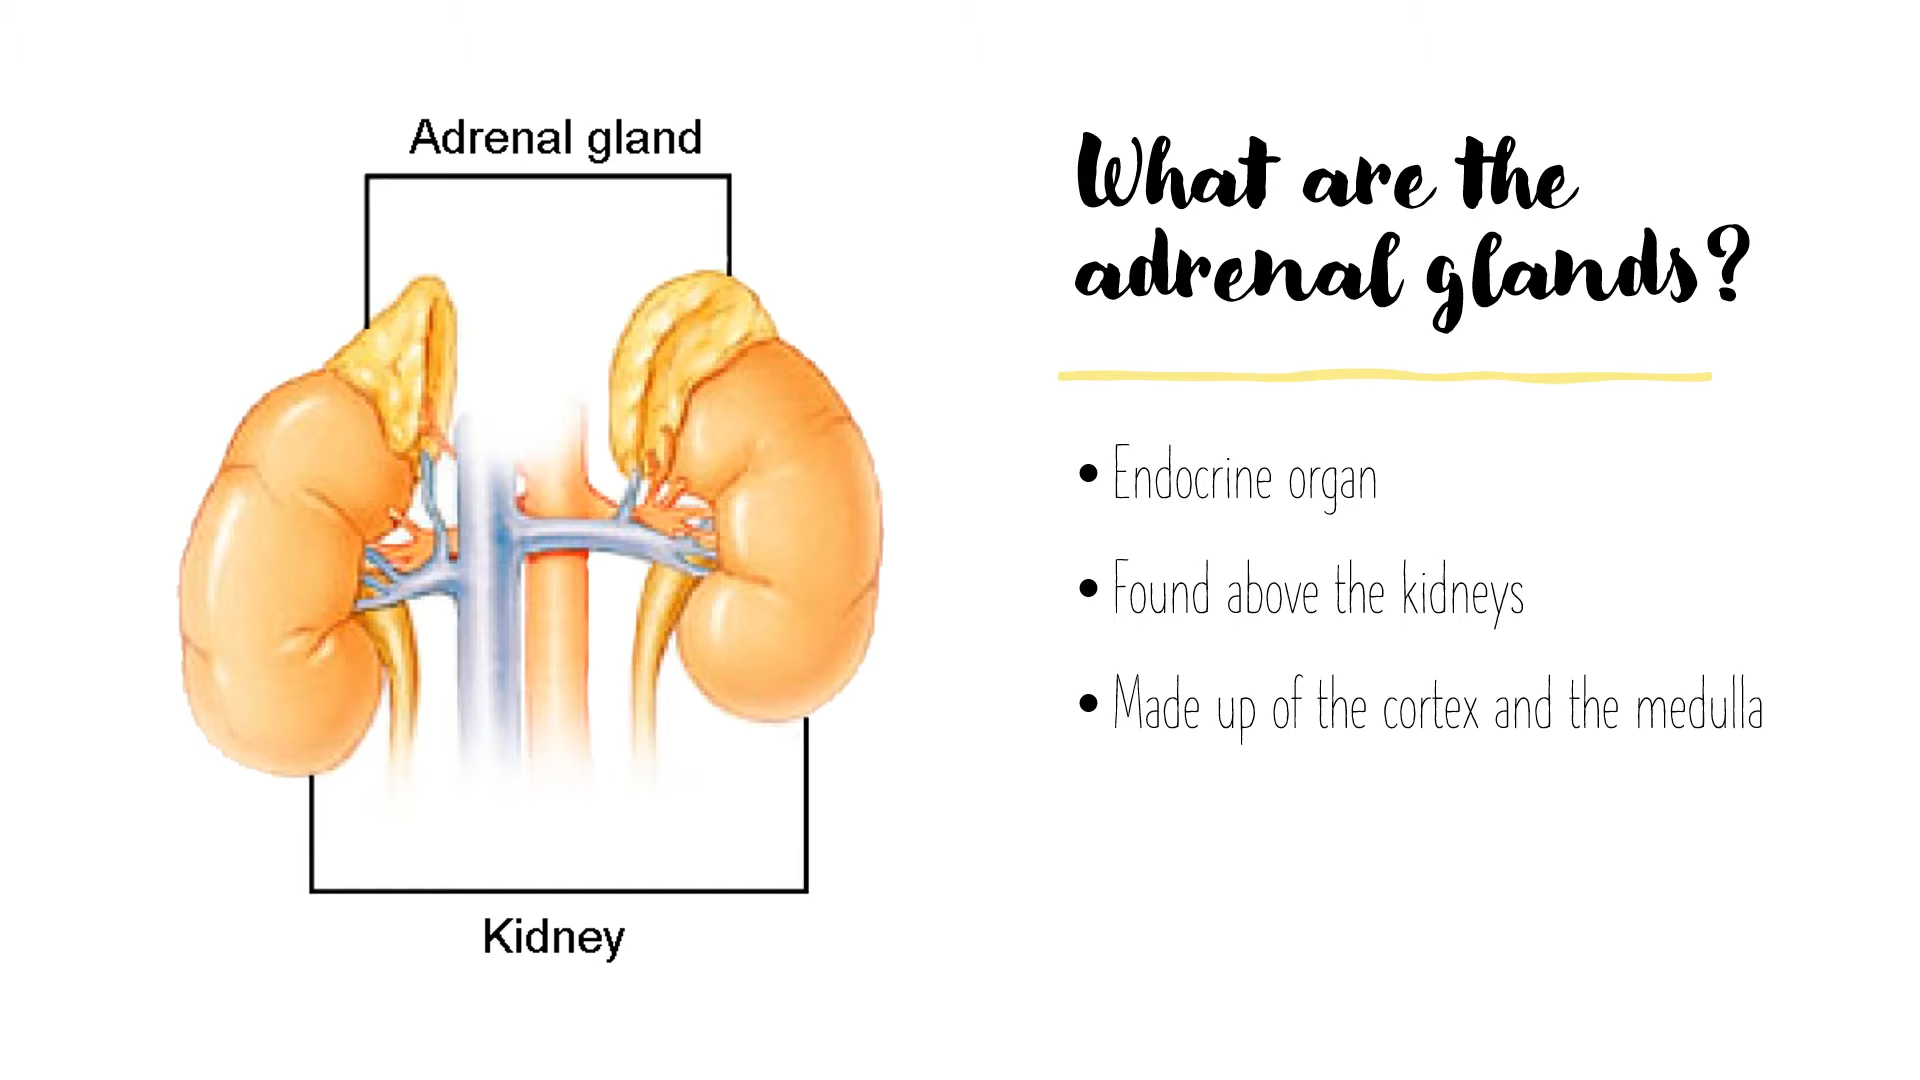 Adrenal gland
Kidney
What are the
adrenal glands?
• Endocrine organ
• Found above the kidneys
• Made up of the cortex and the medulla